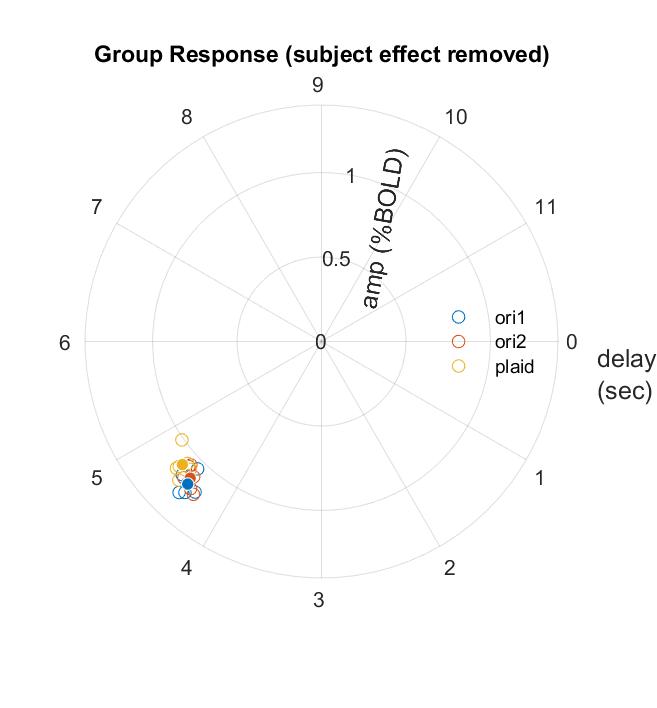 Group Response (subject effect removed)
9
8
10
7
11
1
amp (%BOLD)
0.5
6
0
0
delay
(sec)
ori1
ori2
plaid
5
1
4
2
3